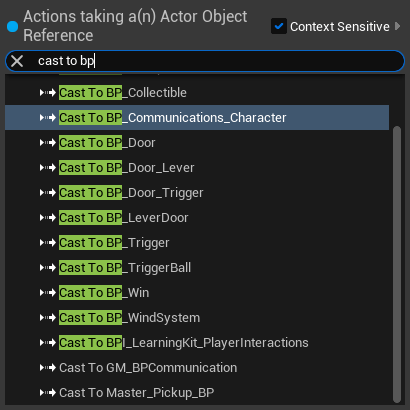 Actions taking a(n) Actor Object
Reference
Context Sensitive
cast to bp
Cast To BP_Collectible
Cast To BP_Communications_Character
Cast To BP_Door
Cast To BP_Door_Lever
Cast To BP_Door_Trigger
Cast To BP_LeverDoor
Cast To BP_Trigger
Cast To BP_TriggerBall
Cast To BP_Win
Cast To BP_WindSystem
Cast To BPI_LearningKit_PlayerInteractions
Cast To GM_BPCommunication
Cast To Master_Pickup_BP